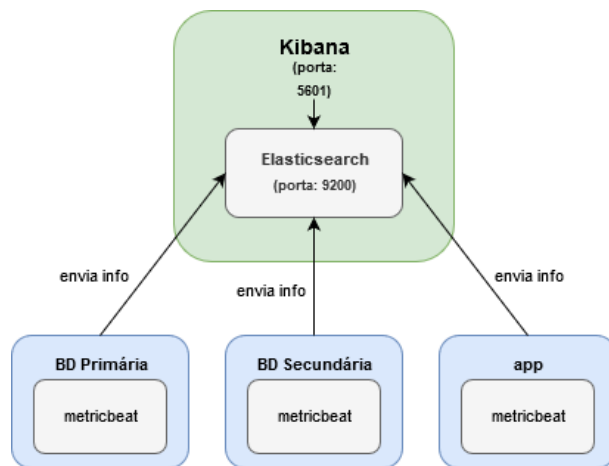 Kibana
(porta:
5601)
Elasticsearch
(porta: 9200)
envia info
envia info
envia info
BD Primária
BD Secundária
app
metricbeat
metricbeat
metricbeat